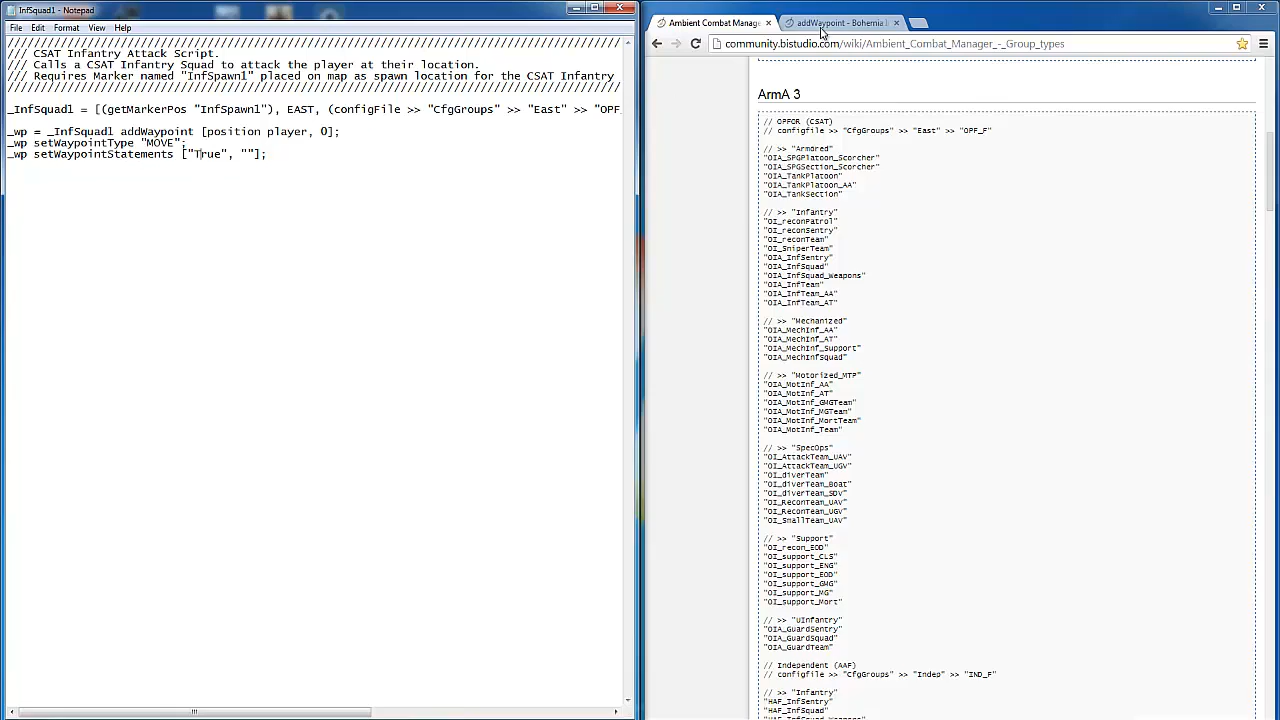 InfSquad1 - Notepad
File Edit Format View Help
////////////////////////////////////////////////////////////////////////////////
/// CSAT Infantry Attack Script.
/// Calls a CSAT Infantry Squad to attack the player at their location.
/// Requires Marker named "InfSpawn1" placed on map as spawn location for the CSAT Infantry
////////////////////////////////////////////////////////////////////////////////
_InfSquad1 = [(getMarkerPos "InfSpawn1"), EAST, (configFile >> "CfgGroups" >> "East" >> "OPF_
_wp = _InfSquad1 addWaypoint [position player, 0];
_wp setWaypointType "MOVE";
_wp setWaypointStatements ["True", ""];
Ambient Combat Manage
addWaypoint - Bohemia I
community.bistudio.com/wiki/Ambient_Combat_Manager_-_Group_types
ArmA 3
// OPFOR (CSAT)
// configfile >> "CfgGroups" >> "East" >> "OPF_F"
// >> "Armored"
"OIA_SPGPlatoon_Scorcher"
"OIA_SPGSection_Scorcher"
"OIA_TankPlatoon"
"OIA_TankPlatoon_AA"
"OIA_TankSection"
// >> "Infantry"
"OI_reconPatrol"
"OI_reconSentry"
"OI_reconTeam"
"OI_SniperTeam"
"OIA_InfSentry"
"OIA_InfSquad"
"OIA_InfSquad_Weapons"
"OIA_InfTeam"
"OIA_InfTeam_AA"
"OIA_InfTeam_AT"
// >> "Mechanized"
"OIA_MechInf_AA"
"OIA_MechInf_AT"
"OIA_MechInf_Support"
"OIA_MechInfSquad"
// >> "Motorized_MTP"
"OIA_MotInf_AA"
"OIA_MotInf_AT"
"OIA_MotInf_GMGTeam"
"OIA_MotInf_MGTeam"
"OIA_MotInf_MortTeam"
"OIA_MotInf_Team"
// >> "SpecOps"
"OI_AttackTeam_UAV"
"OI_AttackTeam_UGV"
"OI_diverTeam"
"OI_diverTeam_Boat"
"OI_diverTeam_SDV"
"OI_ReconTeam_UAV"
"OI_ReconTeam_UGV"
"OI_SmallTeam_UAV"
// >> "Support"
"OI_recon_EOD"
"OI_support_CLS"
"OI_support_ENG"
"OI_support_EOD"
"OI_support_GMG"
"OI_support_MG"
"OI_support_Mort"
// >> "UInfantry"
"OIA_GuardSentry"
"OIA_GuardSquad"
"OIA_GuardTeam"
// Independent (AAF)
// configfile >> "CfgGroups" >> "Indep" >> "IND_F"
// >> "Infantry"
"HAF_InfSentry"
"HAF_InfSquad"
"HAF_InfSquad_Weapons"